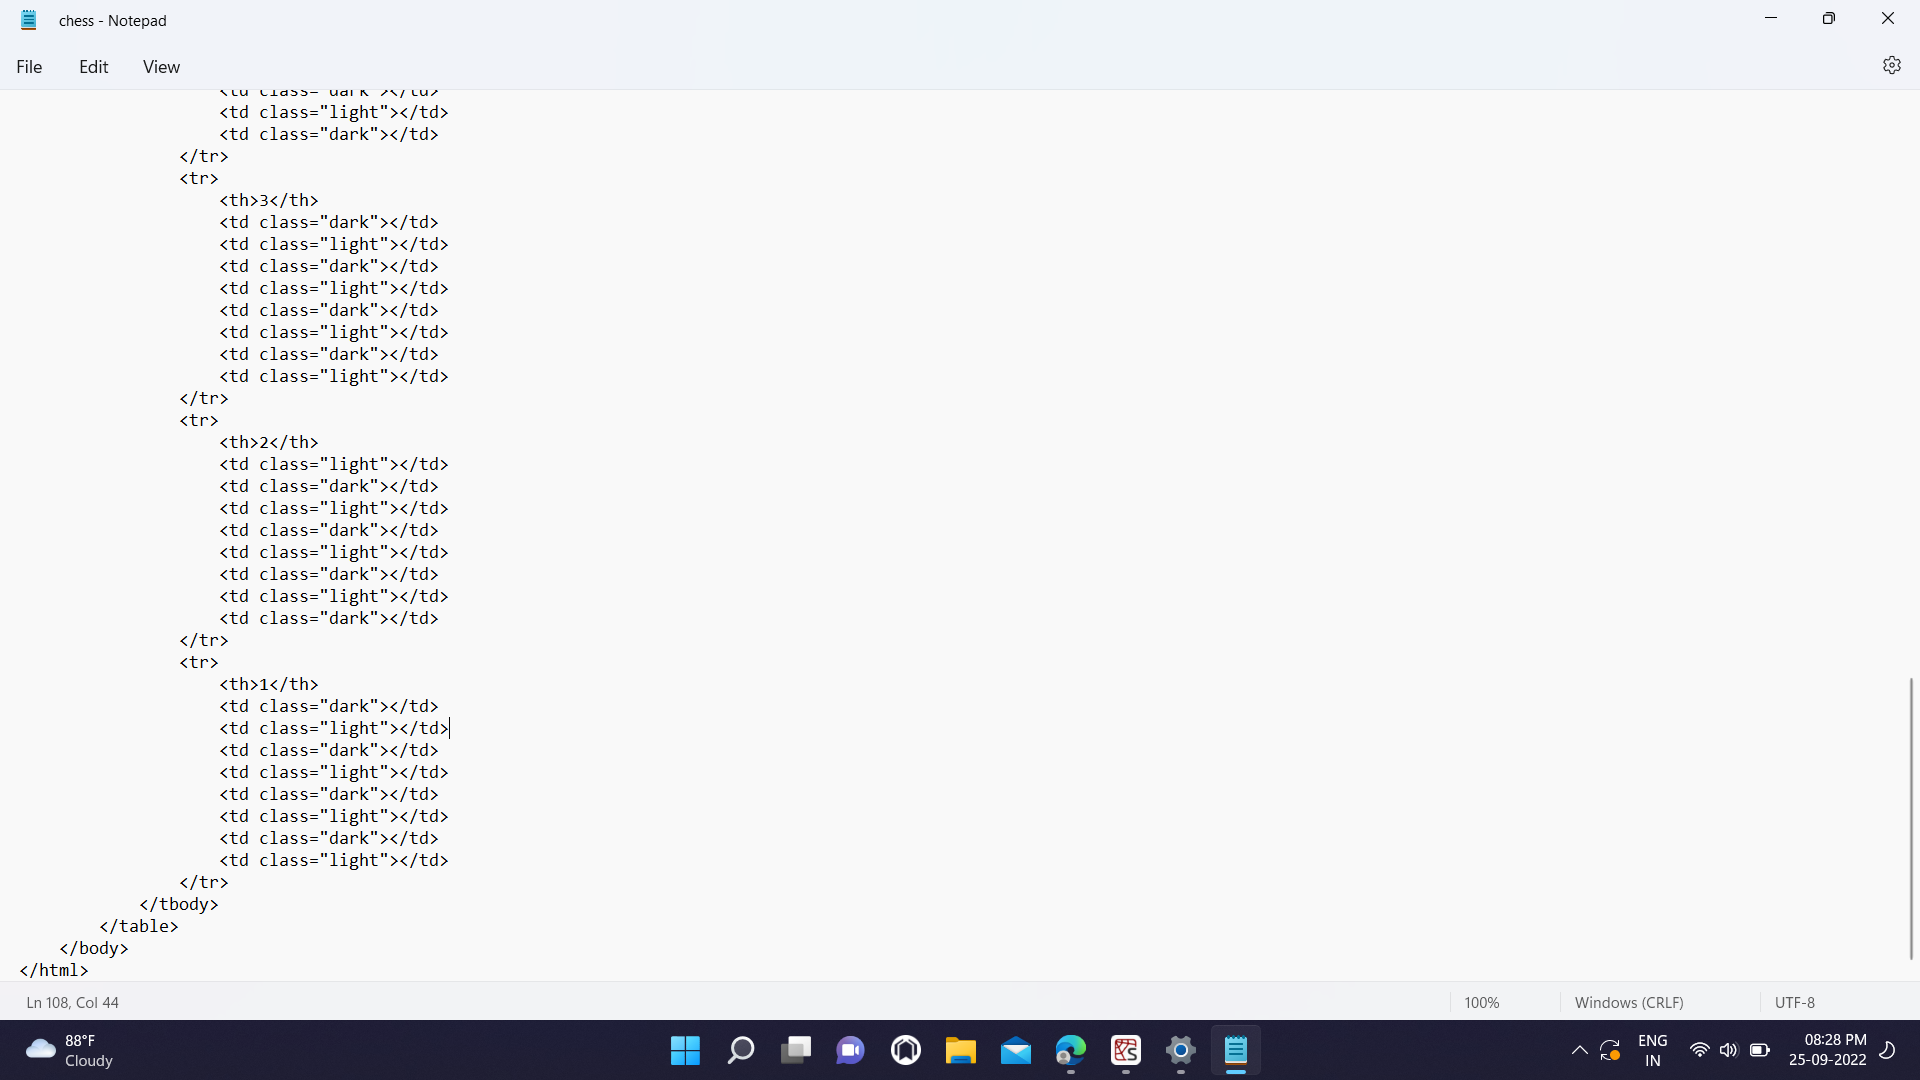 chess - Notepad
File Edit View
<td class="dark"></td>
<td class="light"></td>
<td class="dark"></td>
</tr>
<tr>
<th>3</th>
<td class="dark"></td>
<td class="light"></td>
<td class="dark"></td>
<td class="light"></td>
<td class="dark"></td>
<td class="light"></td>
<td class="dark"></td>
<td class="light"></td>
</tr>
<tr>
<th>2</th>
<td class="light"></td>
<td class="dark"></td>
<td class="light"></td>
<td class="dark"></td>
<td class="light"></td>
<td class="dark"></td>
<td class="light"></td>
<td class="dark"></td>
</tr>
<tr>
<th>1</th>
<td class="dark"></td>
<td class="light"></td>
<td class="dark"></td>
<td class="light"></td>
<td class="dark"></td>
<td class="light"></td>
<td class="dark"></td>
<td class="light"></td>
</tr>
</tbody>
</table>
</body>
</html>
Ln 108, Col 44 100% Windows (CRLF) UTF-8
88°F
Cloudy
ENG
IN
08:28 PM
25-09-2022